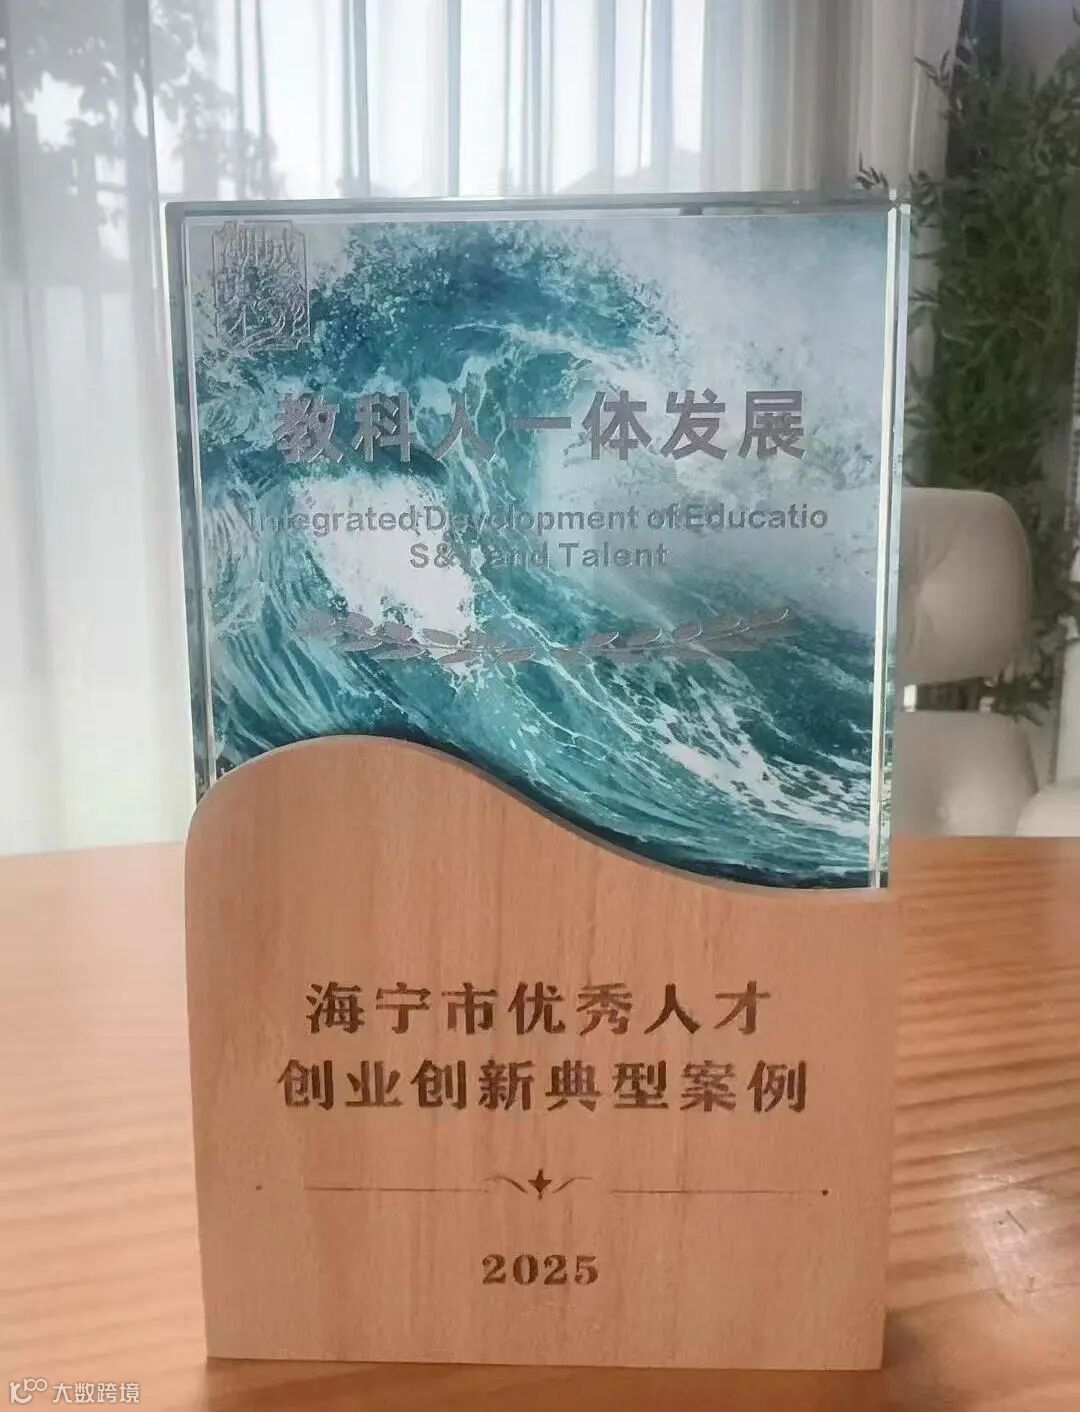 教科人一体发展
Integrated Development of Educatio
S&T and Talent
海宁市优秀人才
创业创新典型案例
2025
大数跨境